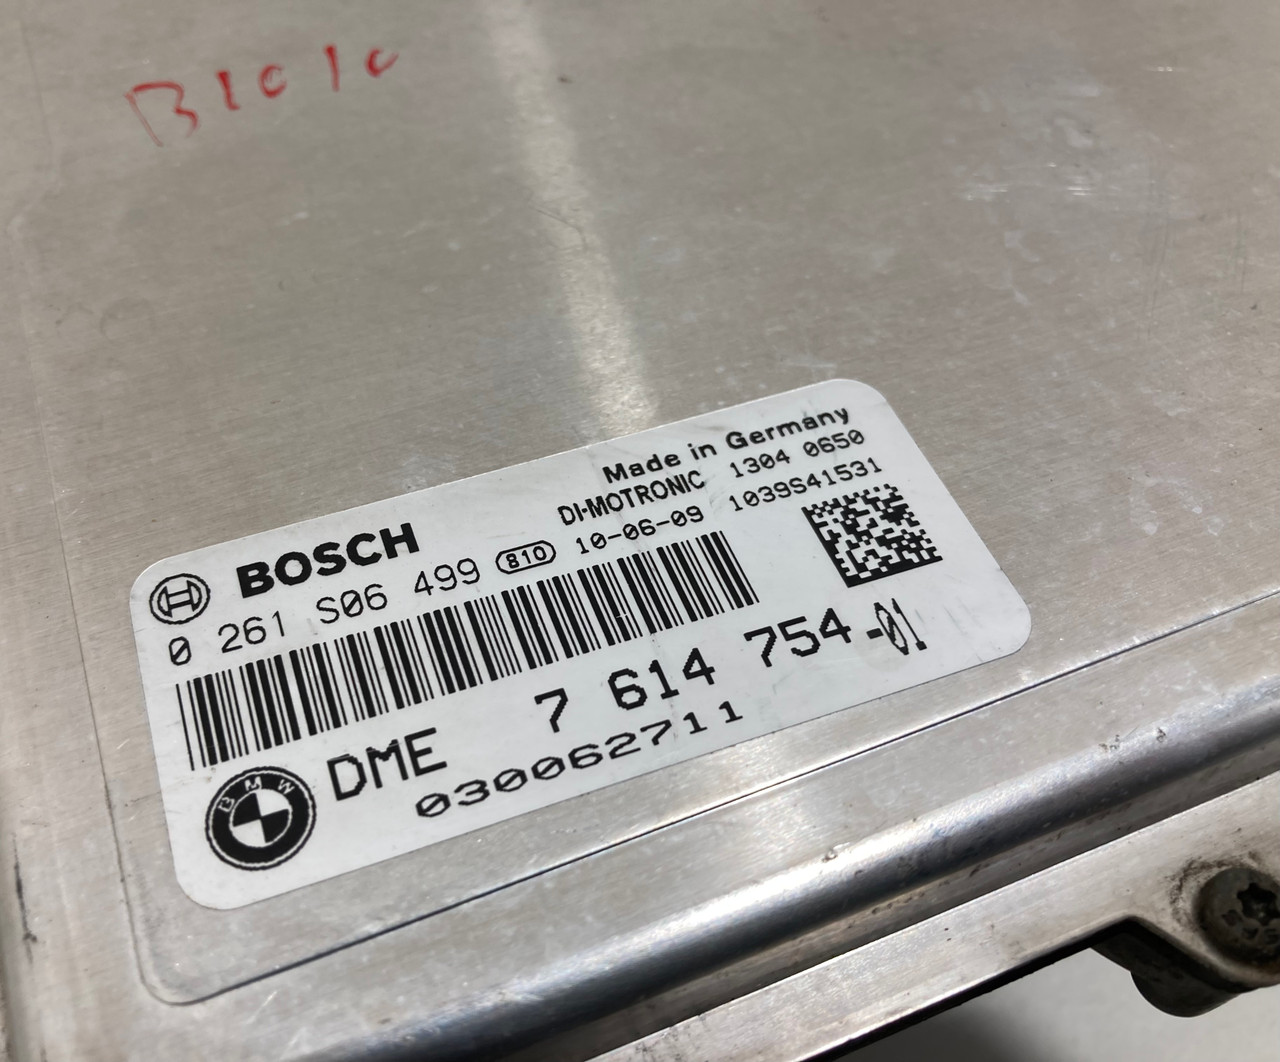 B1010
Made in Germany
BOSCH DI-MOTRONIC 1304 0650
0 261 S06 499 810 10-06-09 1039S41531
DME 7 614 754-01
BMW 030062711